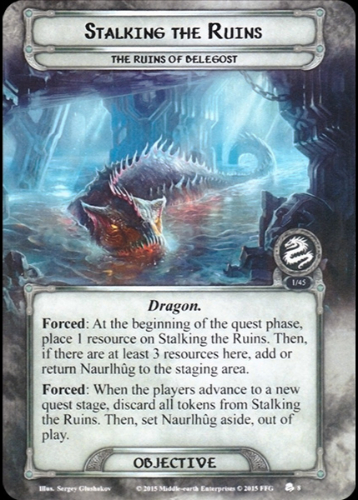 STALKING THE RUINS
THE RUINS OF BELEGOST
1/45
Dragon.
Forced: At the beginning of the quest phase,
place 1 resource on Stalking the Ruins. Then,
if there are at least 3 resources here, add or
return Naurlhûg to the staging area.
Forced: When the players advance to a new
quest stage, discard all tokens from Stalking
the Ruins. Then, set Naurlhûg aside, out of
play.
OBJECTIVE
Illus. Sergey Glushakov
© 2015 Middle-earth Enterprises © 2015 FFG
8